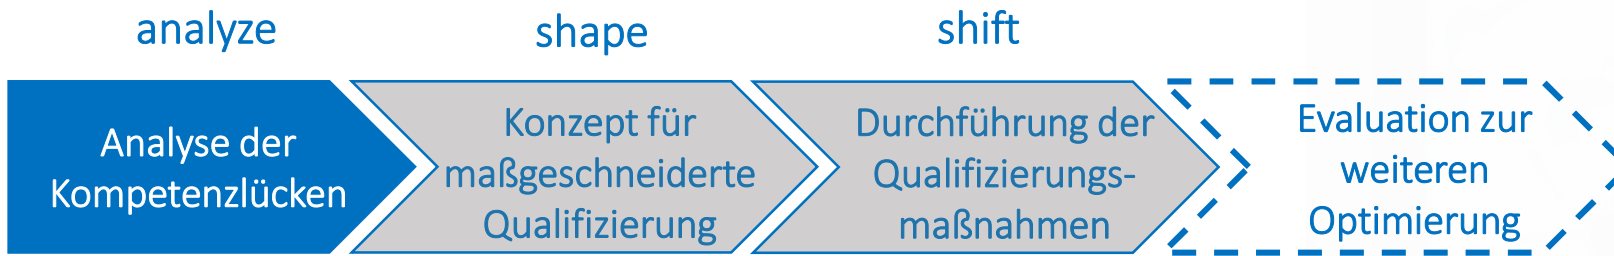 analyze
shape
shift
Analyse der
Kompetenzlücken
Konzept für
maßgeschneiderte
Qualifizierung
Durchführung der
Qualifizierungs-
maßnahmen
Evaluation zur
weiteren
Optimierung